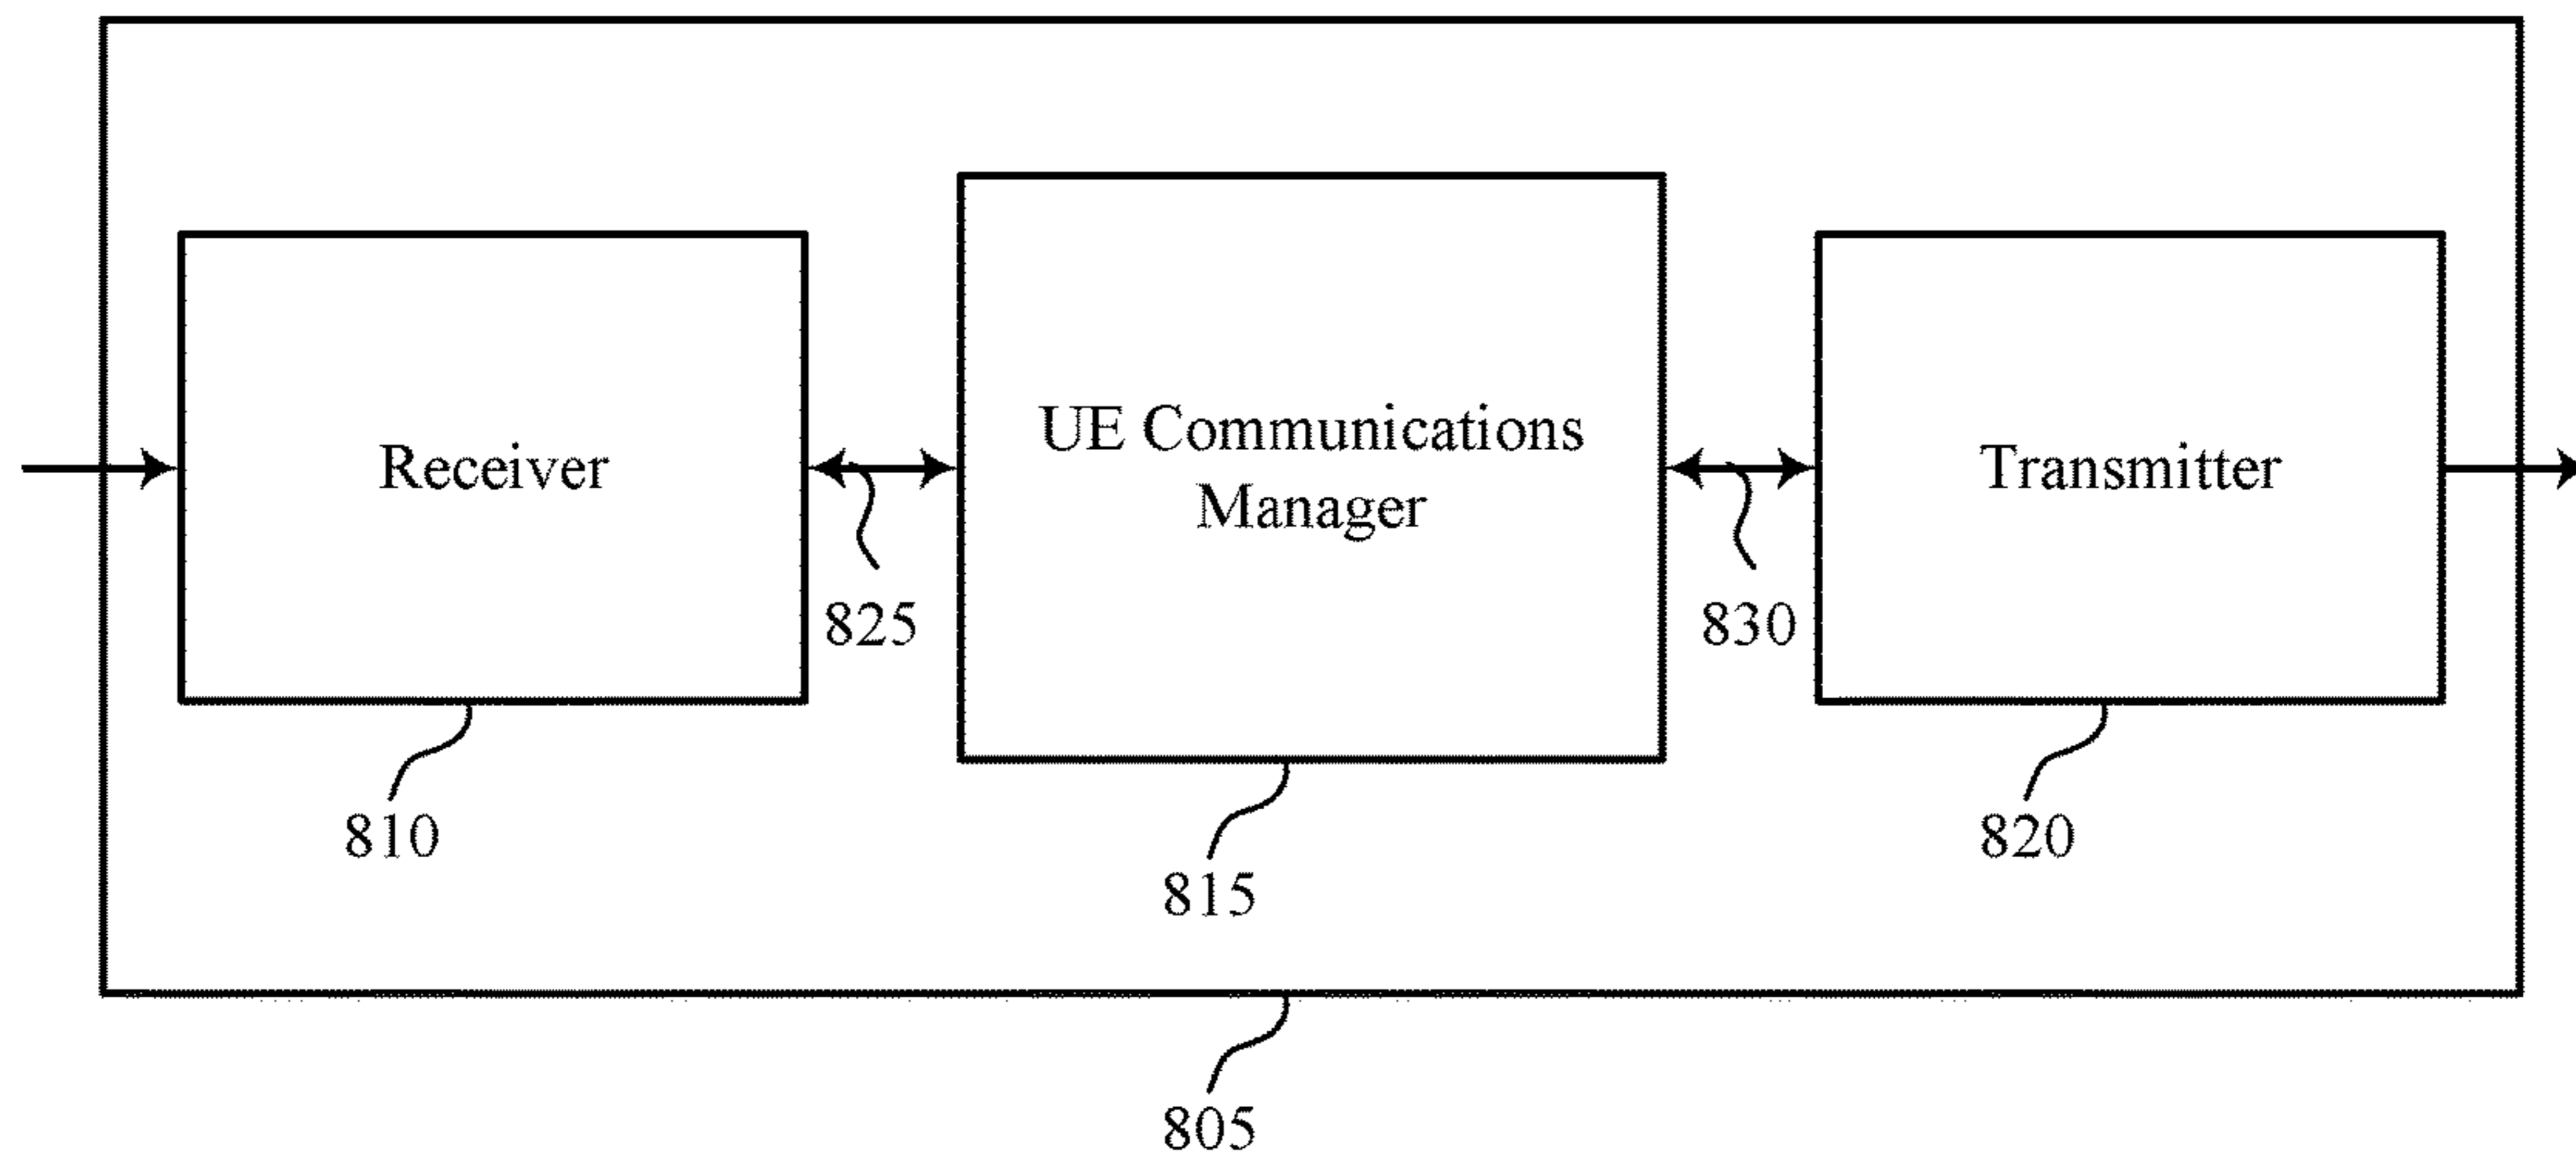 Receiver
UE Communications
Manager
Transmitter
825
830
810
815
820
805